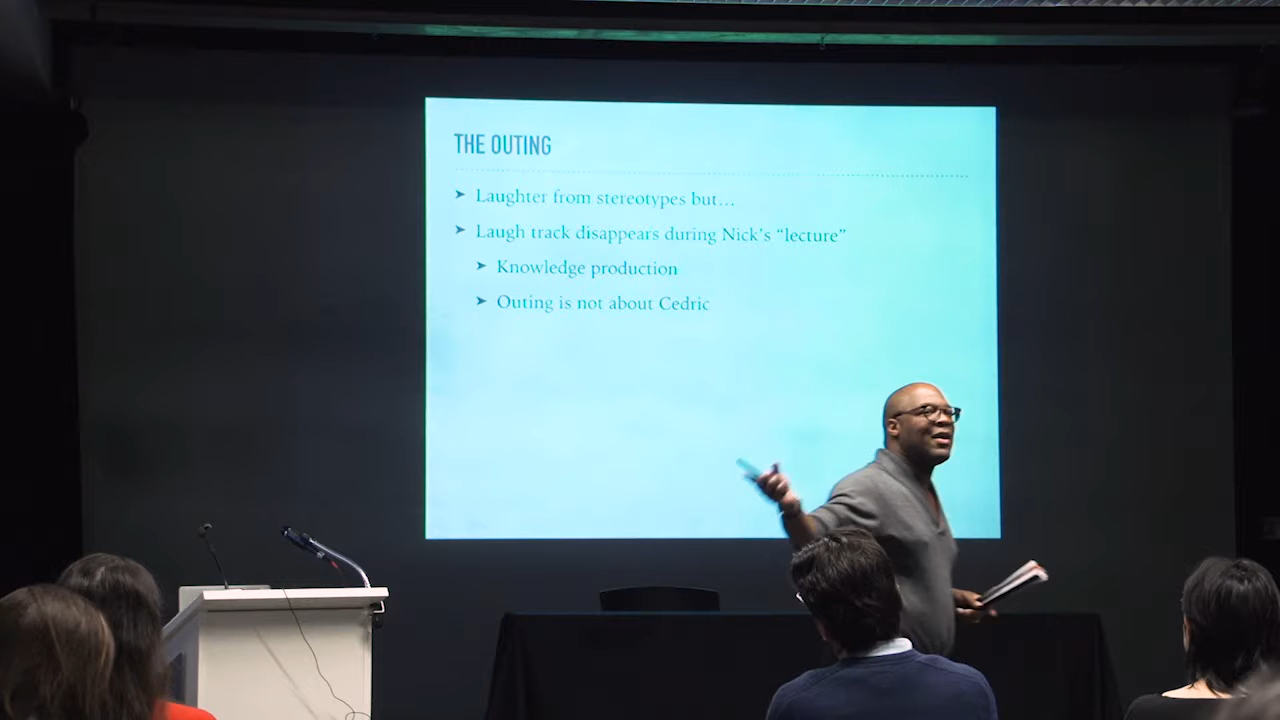 THE OUTING
➤ Laughter from stereotypes but…
➤ Laugh track disappears during Nick's “lecture”
➤ Knowledge production
➤ Outing is not about Cedric